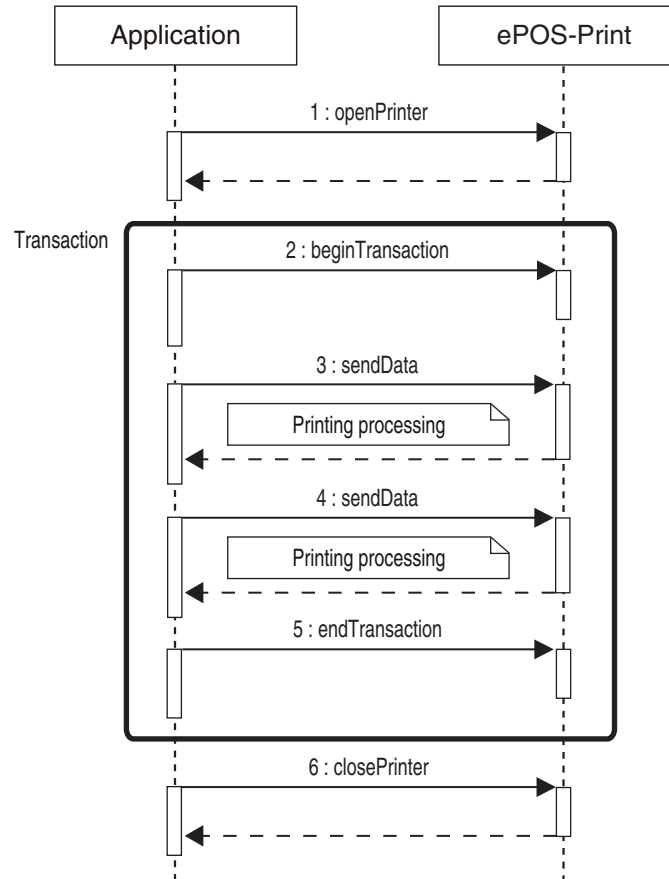 Application
ePOS-Print
1 : openPrinter
Transaction
2 : beginTransaction
3 : sendData
Printing processing
4 : sendData
Printing processing
5 : endTransaction
6 : closePrinter